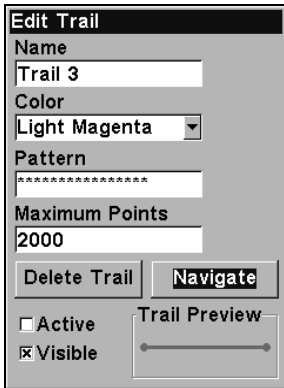 Edit Trail
Name
Trail 3
Color
Light Magenta
Pattern
****************
Maximum Points
2000
Delete Trail Navigate
Active
Visible
Trail Preview